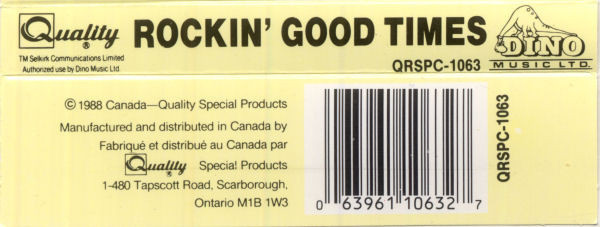 Quality®
TM Selkirk Communications Limited
Authorized use by Dino Music Ltd.
ROCKIN' GOOD TIMES
QRSPC-1063
DINO
MUSIC LTD.
© 1988 Canada—Quality Special Products
Manufactured and distributed in Canada by
Fabriqué et distribué au Canada par
Quality Special Products
1-480 Tapscott Road, Scarborough,
Ontario M1B 1W3
0 63961 10632 7
QRSPC-1063